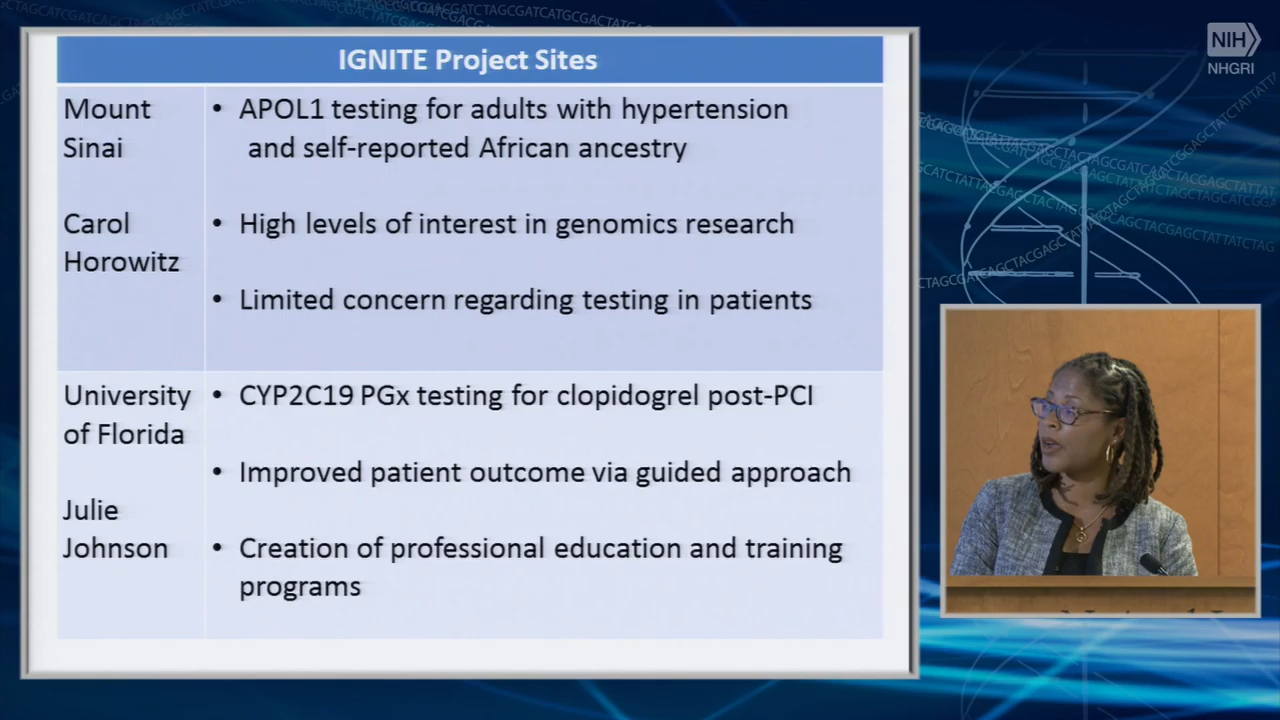 IGNITE Project Sites
Mount
Sinai
Carol
Horowitz
• APOL1 testing for adults with hypertension
and self-reported African ancestry
• High levels of interest in genomics research
• Limited concern regarding testing in patients
University
of Florida
Julie
Johnson
• CYP2C19 PGx testing for clopidogrel post-PCI
• Improved patient outcome via guided approach
• Creation of professional education and training
programs
NIH
NHGRI